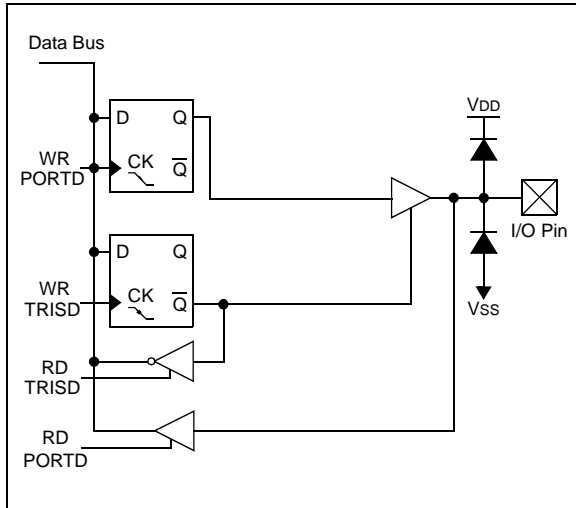 Data Bus
D Q
WR
PORTD
CK Q
VDD
I/O Pin
D Q
WR
TRISD
CK Q
VSS
RD
TRISD
RD
PORTD